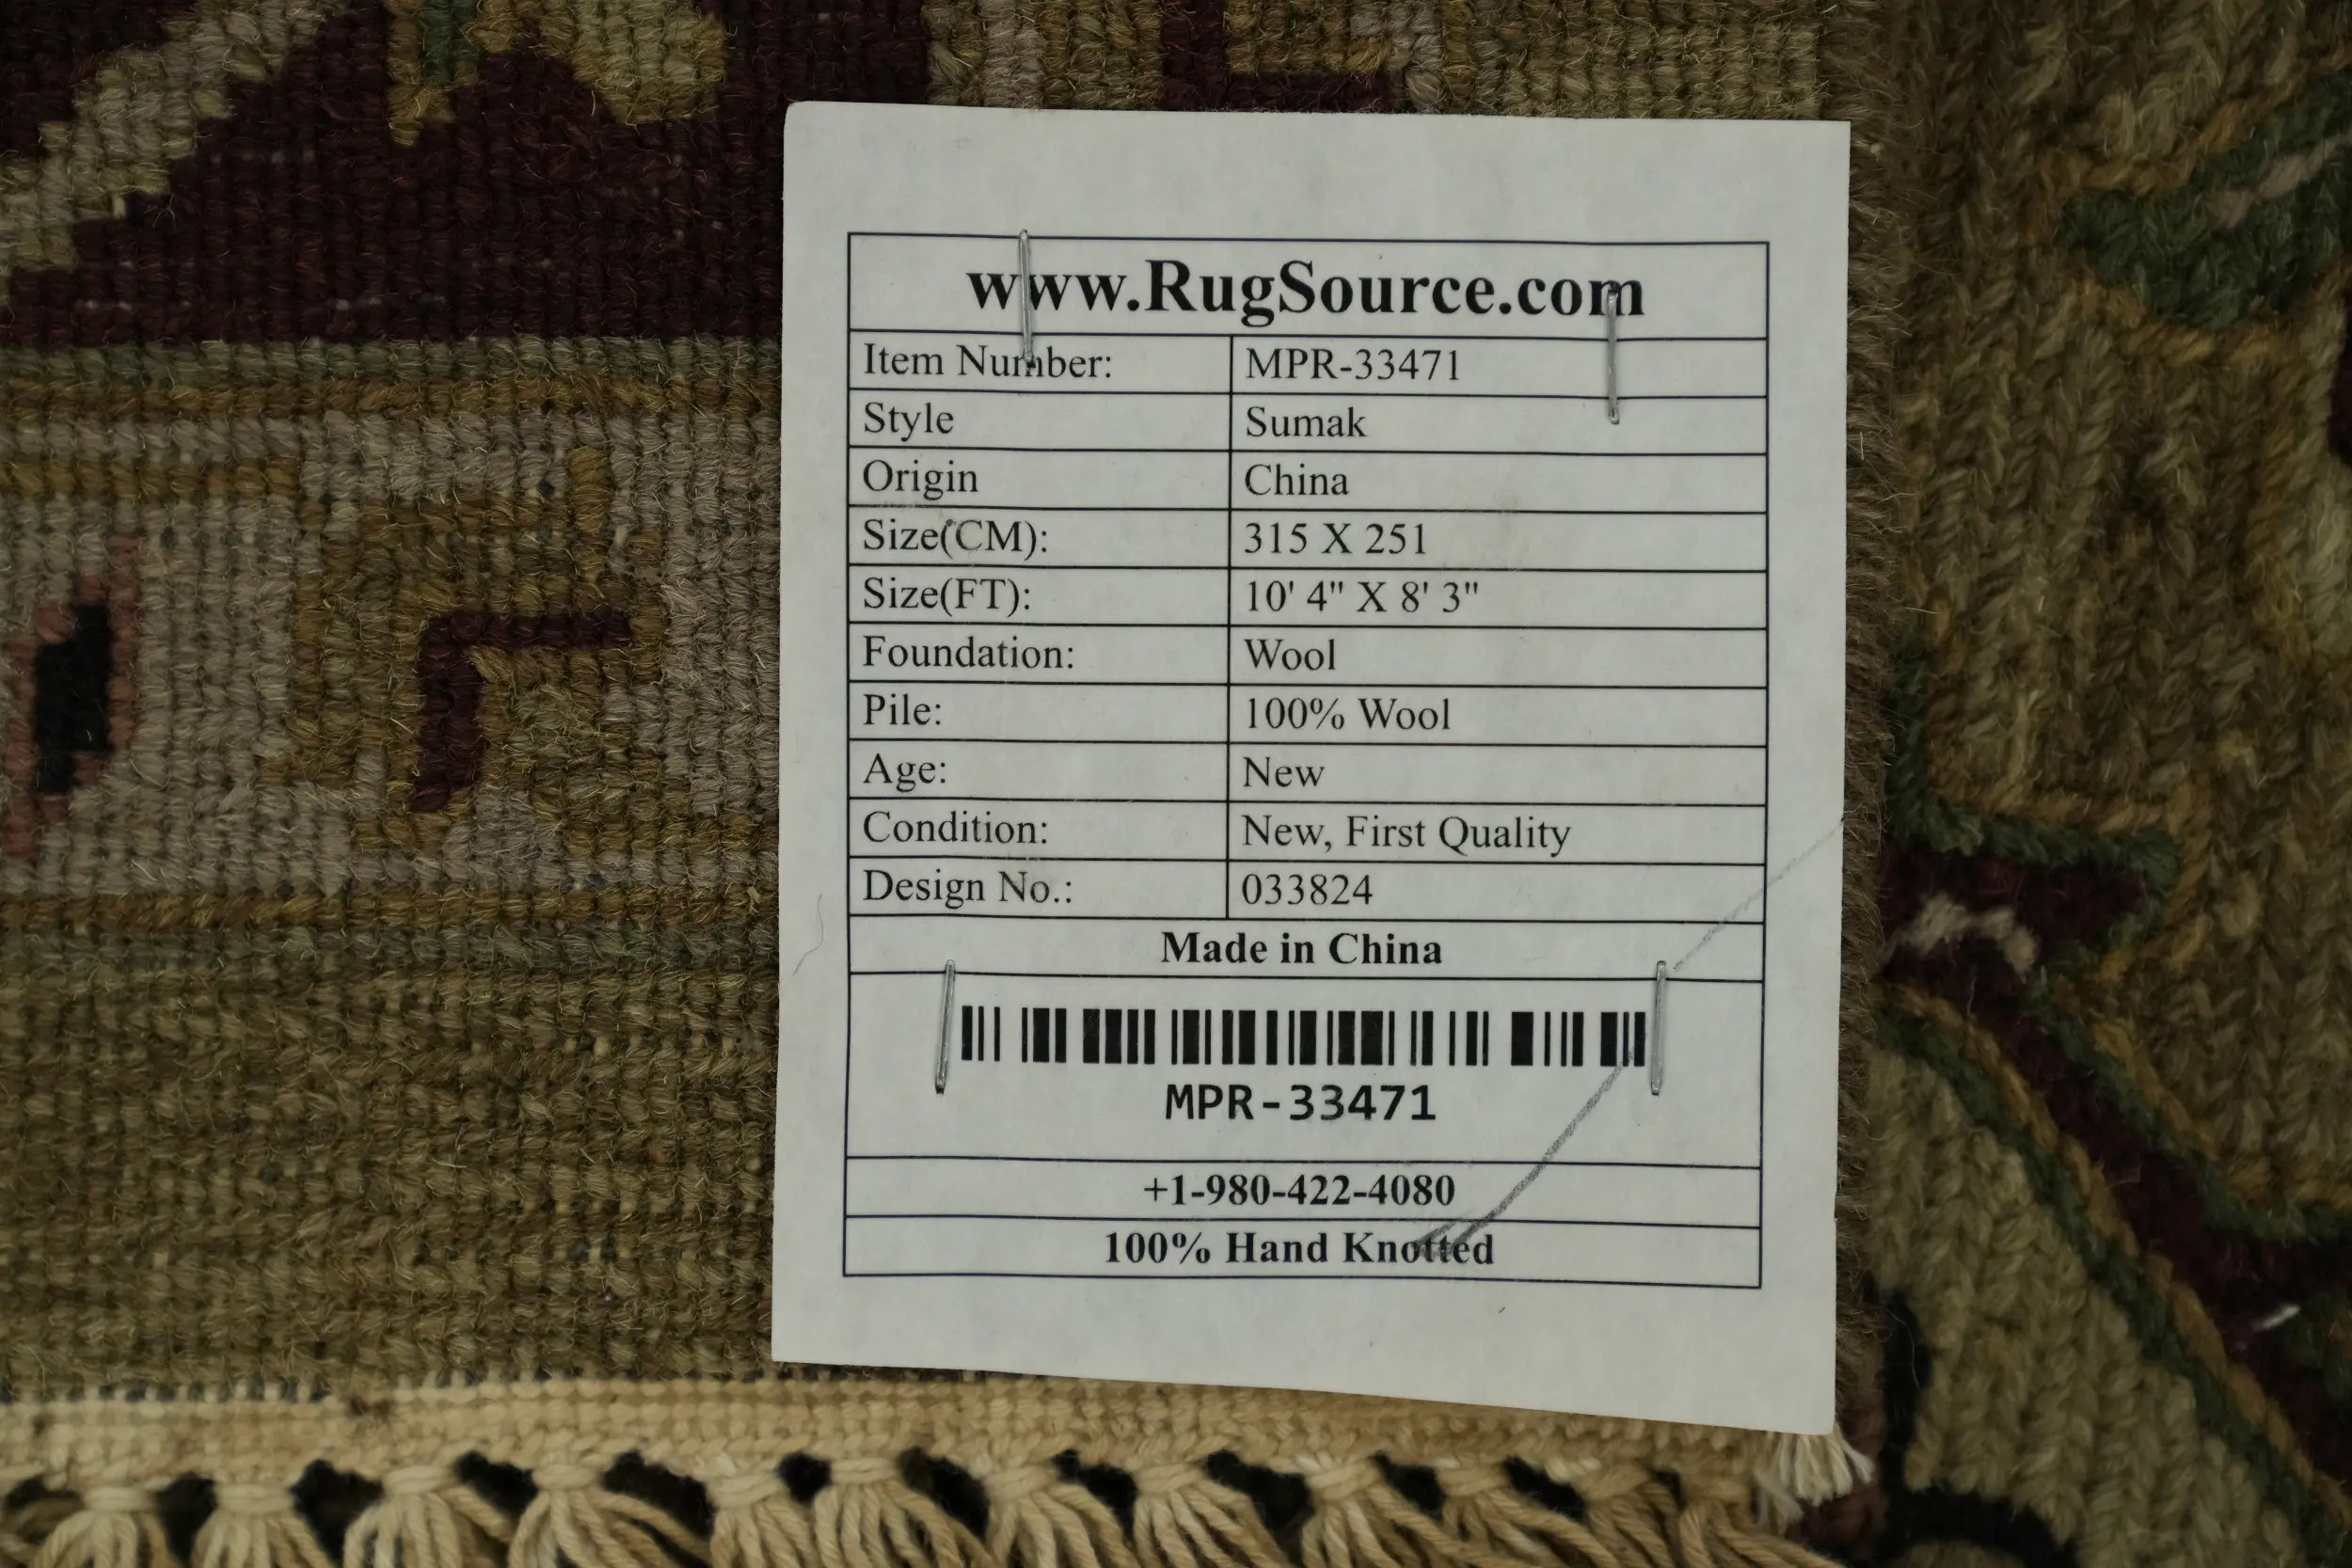 www.RugSource.com
Item Number: MPR-33471
Style Sumak
Origin China
Size(CM): 315 X 251
Size(FT): 10' 4" X 8' 3"
Foundation: Wool
Pile: 100% Wool
Age: New
Condition: New, First Quality
Design No.: 033824
Made in China
MPR-33471
+1-980-422-4080
100% Hand Knotted